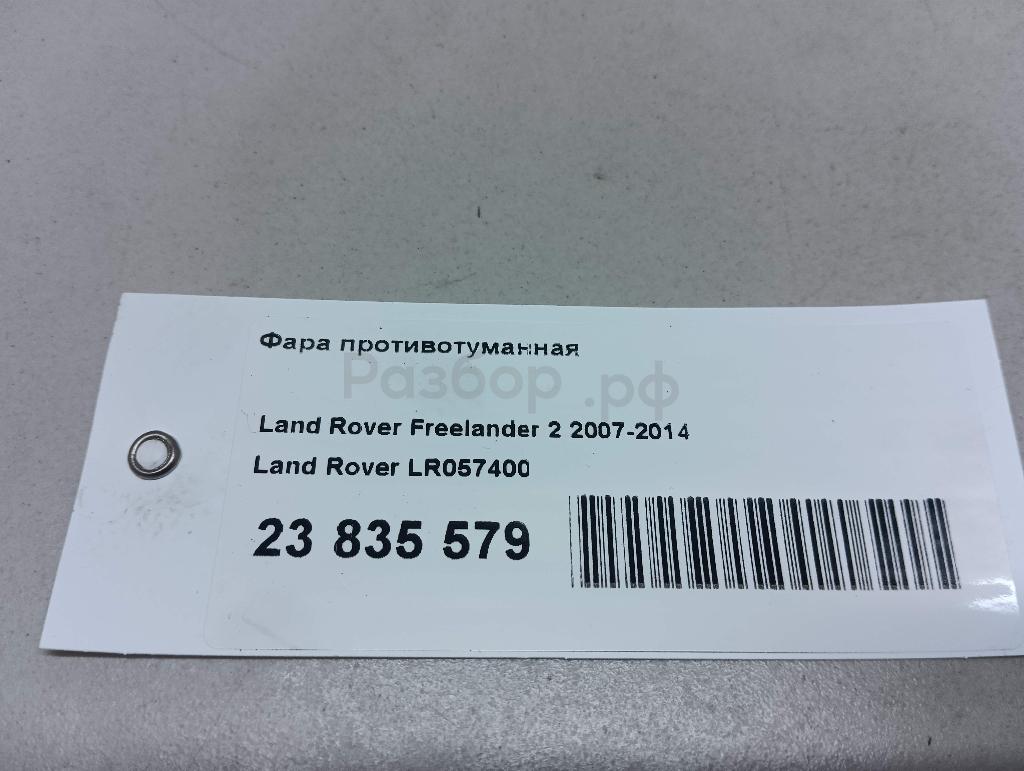 Фара противотуманная
Разбор.рф
Land Rover Freelander 2 2007-2014
Land Rover LR057400
23 835 579